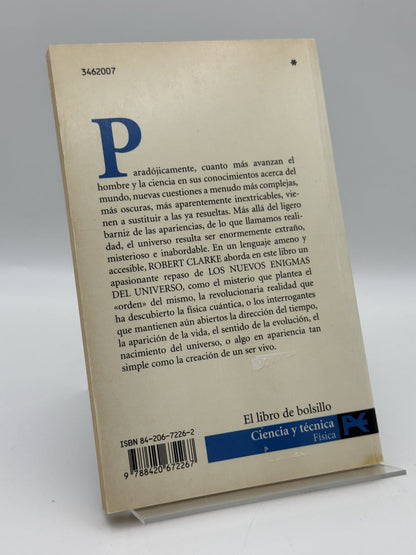 3462007 *
Paradójicamente, cuanto más avanzan el
hombre y la ciencia en sus conocimientos acerca del
mundo, nuevas cuestiones a menudo más complejas,
más oscuras, más aparentemente inextricables, vie-
nen a sustituir a las ya resueltas. Más allá del ligero
barniz de las apariencias, de lo que llamamos reali-
dad, el universo resulta ser enormemente extraño,
misterioso e inabordable. En un lenguaje ameno y
accesible, ROBERT CLARKE aborda en este libro un
apasionante repaso de LOS NUEVOS ENIGMAS
DEL UNIVERSO, como el misterio que plantea el
«orden» del mismo, la revolucionaria realidad que
ha descubierto la física cuántica, o los interrogantes
que mantienen aún abiertos la dirección del tiempo,
la aparición de la vida, el sentido de la evolución, el
nacimiento del universo, o algo en apariencia tan
simple como la creación de un ser vivo.
El libro de bolsillo
Ciencia y técnica
Física
ISBN 84-206-7226-2
9 788420 672267